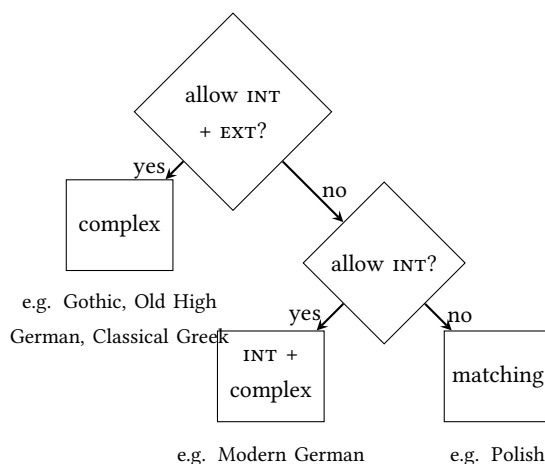 allow INT
+ EXT?
yes
no
complex
allow INT?
e.g. Gothic, Old High
German, Classical Greek
yes
no
INT +
complex
matching
e.g. Modern German
e.g. Polish